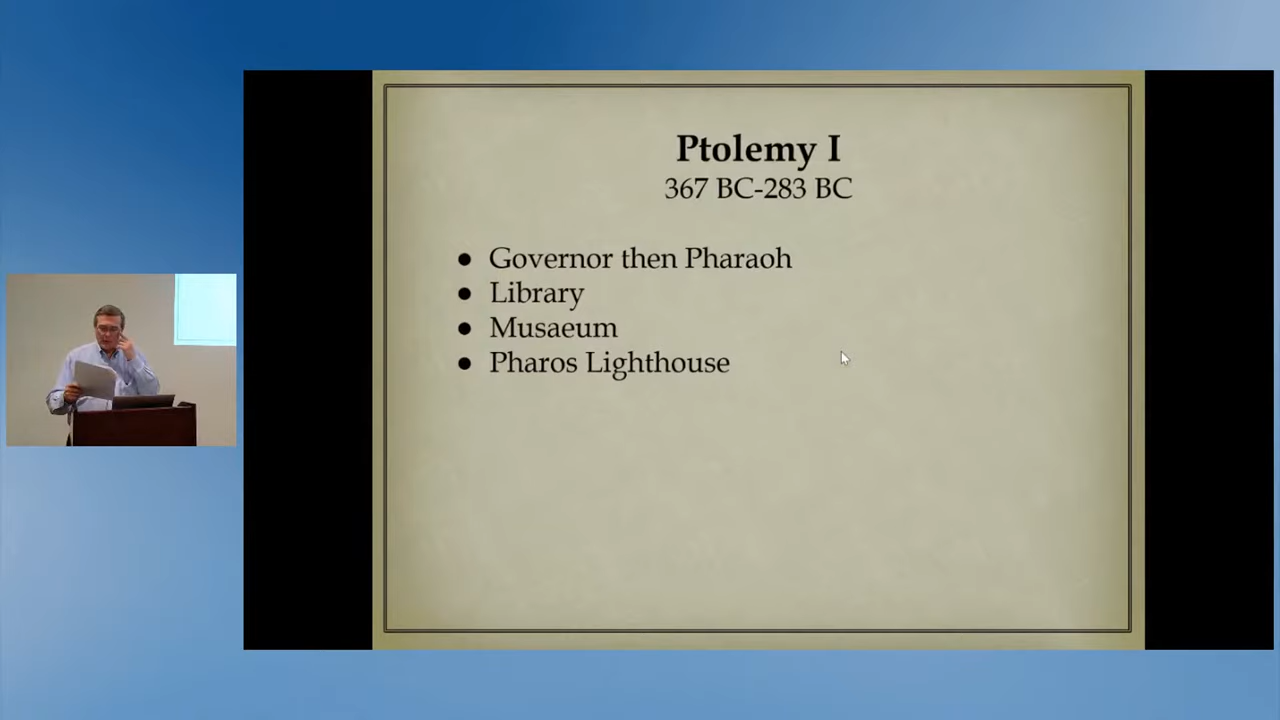 Ptolemy I
367 BC-283 BC
● Governor then Pharaoh
● Library
● Musaeum
● Pharos Lighthouse